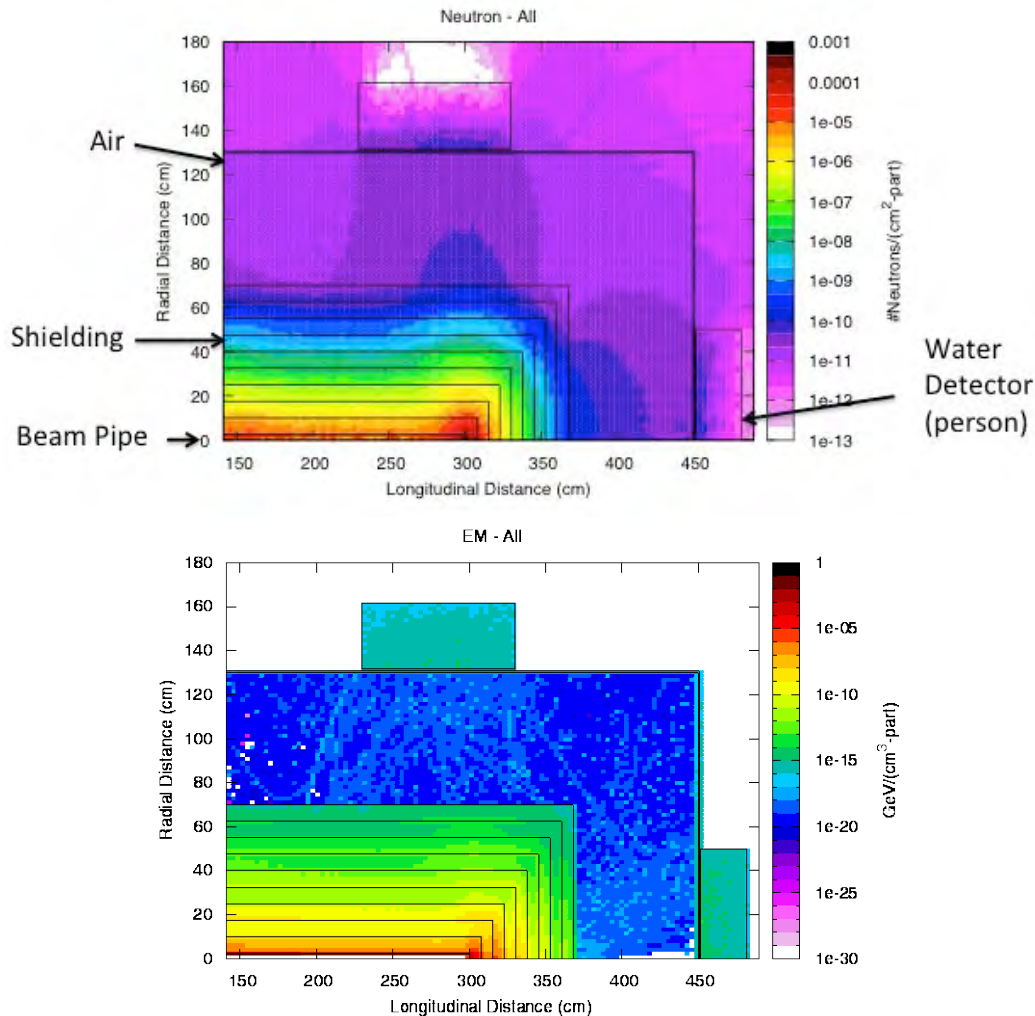 Neutron - All
180
160
140
120
100
80
60
40
20
0
Radial Distance (cm)
150 200 250 300 350 400 450
Longitudinal Distance (cm)
0.001
0.0001
1e-05
1e-06
1e-07
1e-08
1e-09
1e-10
1e-11
1e-12
1e-13
#Neutrons/(cm²-part)
Air
Shielding
Beam Pipe
Water
Detector
(person)
EM - All
180
160
140
120
100
80
60
40
20
0
Radial Distance (cm)
150 200 250 300 350 400 450
Longitudinal Distance (cm)
1
1e-05
1e-10
1e-15
1e-20
1e-25
1e-30
GeV/(cm³-part)